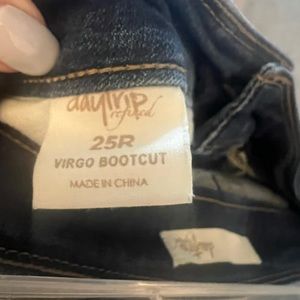 daytrip
refined
25R
VIRGO BOOTCUT
MADE IN CHINA